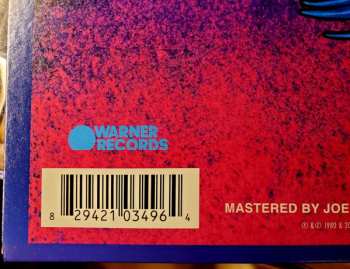 WARNER
RECORDS
8 29421 03496 4
MASTERED BY JOE